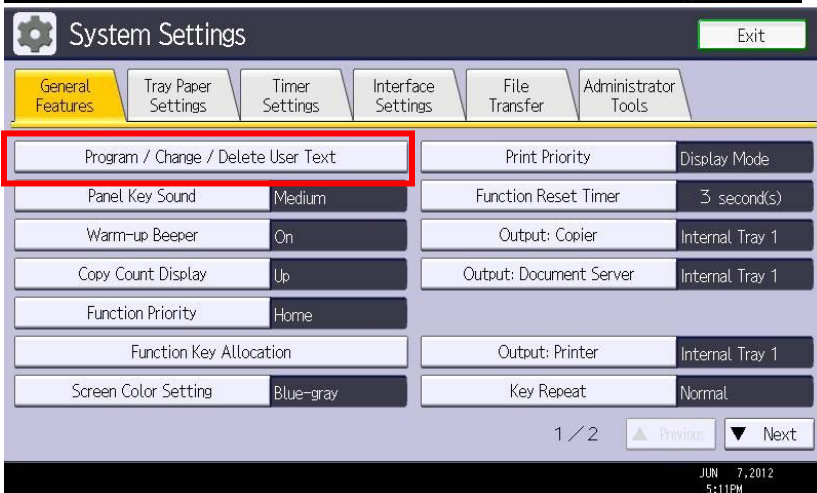 System Settings
Exit
General
Features
Tray Paper
Settings
Timer
Settings
Interface
Settings
File
Transfer
Administrator
Tools
Program / Change / Delete User Text
Print Priority
Display Mode
Panel Key Sound
Medium
Function Reset Timer
3 second(s)
Warm-up Beeper
On
Output: Copier
Internal Tray 1
Copy Count Display
Up
Output: Document Server
Internal Tray 1
Function Priority
Home
Function Key Allocation
Output: Printer
Internal Tray 1
Screen Color Setting
Blue-gray
Key Repeat
Normal
1/2
▲ Previous
▼ Next
JUN 7,2012
5:11PM